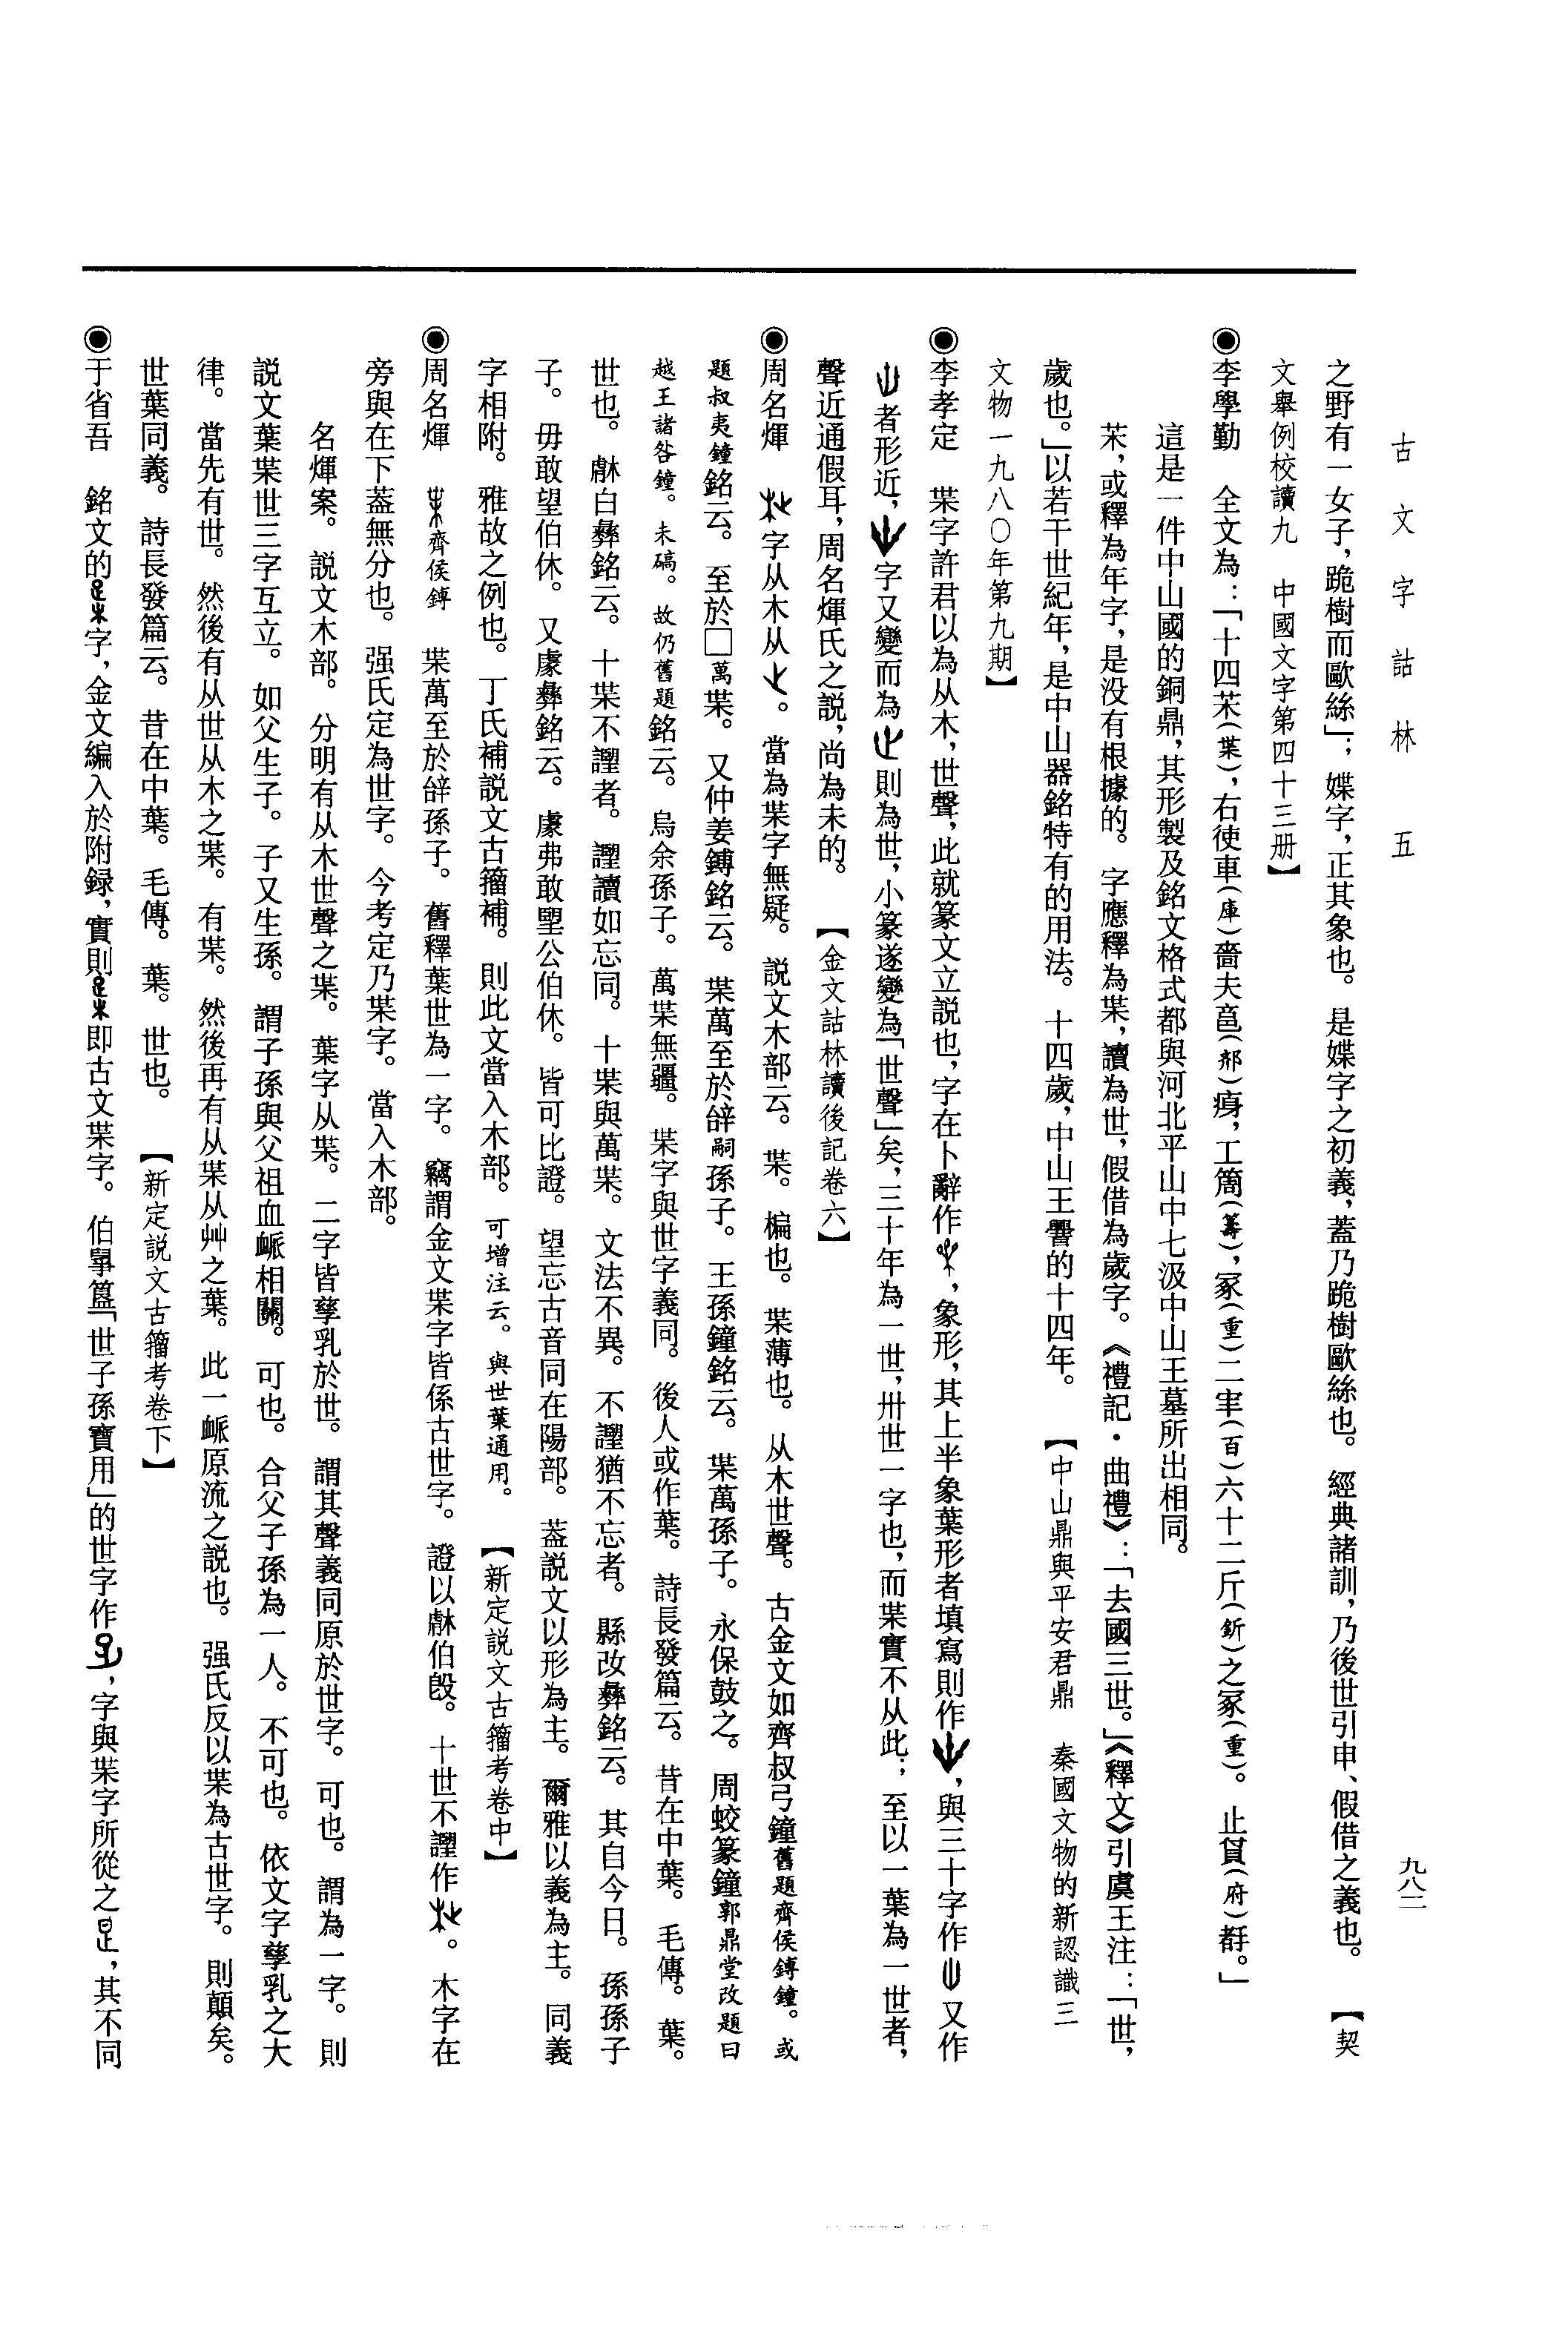 古文字詁林 五
九八二
之野有一女子，跪樹而歐絲」；媟字，正其象也。是媟字之初義，蓋乃跪樹歐絲也。經典諸訓，乃後世引申、假借之義也。【契
文舉例校讀九 中國文字第四十三册】
◉李學勤 全文為：「十四苿（枼），右使車（庫）嗇夫（郝）痹，工（䉵），冢（重）二（百）六十二斤（釿）之冢（重）。止（府）。」
這是一件中山國的銅鼎，其形製及銘文格式都與河北平山中七汲中山王墓所出相同。
苿，或釋為年字，是没有根據的。字應釋為枼，讀為世，假借為歲字。《禮記·曲禮》：「去國三世。」《釋文》引虞王注：「世，
歲也。」以若干世紀年，是中山器銘特有的用法。十四歲，中山王嚳的十四年。【中山鼎與平安君鼎 秦國文物的新認識三
文物一九八〇年第九期】
◉李孝定 枼字許君以為从木，世聲，此就篆文立説也，字在卜辭作，象形，其上半象葉形者填寫則作，與三十字作又作
者形近，字又變而為則為世，小篆遂變為「世聲」矣，三十年為一世，卅世一字也，而枼實不从此；至以一葉為一世者，
聲近通假耳，周名煇氏之説，尚為未的。【金文詁林讀後記卷六】
◉周名煇 字从木从。當為枼字無疑。説文木部云。枼。楄也。枼薄也。从木世聲。古金文如齊叔弓鐘舊題齊侯鎛鐘。或
題叔夷鐘銘云。至於□萬枼。又仲姜鎛銘云。枼萬至於辝嗣孫子。王孫鐘銘云。枼萬孫子。永保鼓之。周蛟篆鐘郭鼎堂改題曰
越王諸咎鐘。未碻。故仍舊題銘云。烏余孫子。萬枼無疆。枼字與世字義同。後人或作葉。詩長發篇云。昔在中葉。毛傳。葉。
世也。㝬白彝銘云。十枼不諲者。諲讀如忘同。十枼與萬枼。文法不異。不諲猶不忘者。縣改彝銘云。其自今日。孫孫子
子。毋敢望伯休。又䖒彝銘云。䖒弗敢朢公伯休。皆可比證。望忘古音同在陽部。葢説文以形為主。爾雅以義為主。同義
字相附。雅故之例也。丁氏補説文古籀補。則此文當入木部。可增注云。與世葉通用。【新定説文古籀考卷中】
◉周名煇 齊侯鎛 枼萬至於辝孫子。舊釋葉世為一字。竊謂金文枼字皆係古世字。證以㝬伯𣪘。十世不諲作。木字在
旁與在下葢無分也。强氏定為世字。今考定乃枼字。當入木部。
名煇案。説文木部。分明有从木世聲之枼。葉字从枼。二字皆孳乳於世。謂其聲義同原於世字。可也。謂為一字。則
説文葉枼世三字互立。如父生子。子又生孫。謂子孫與父祖血衇相關。可也。合父子孫為一人。不可也。依文字孳乳之大
律。當先有世。然後有从世从木之枼。有枼。然後再有从枼从艸之葉。此一衇原流之説也。强氏反以枼為古世字。則顛矣。
世葉同義。詩長發篇云。昔在中葉。毛傳。葉。世也。【新定説文古籀考卷下】
◉于省吾 銘文的字，金文編入於附録，實則即古文枼字。伯簋「世子孫寶用」的世字作，字與枼字所從之，其不同